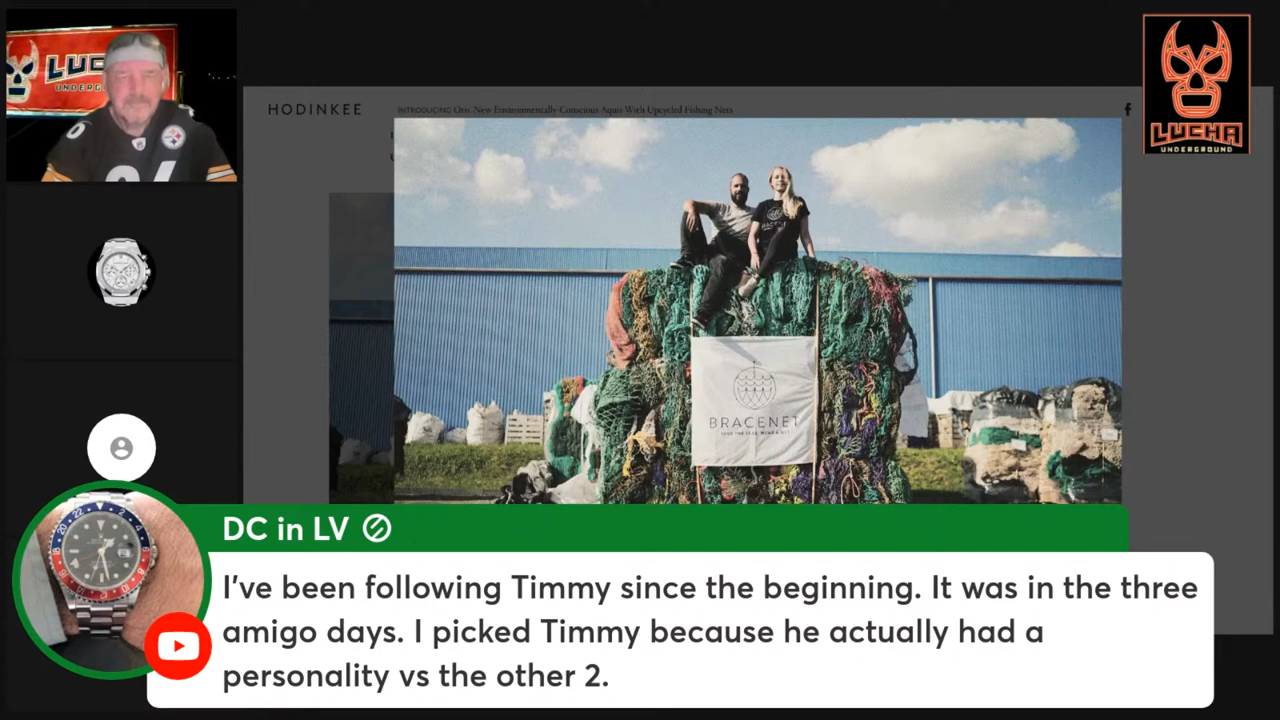 LUC
UNDERG
HODINKEE
INTRODUCING Oris' New Environmentally-Conscious Aquis With Upcycled Fishing Nets
LUCHA
UNDERGROUND
BRACENET
DC in LV
I've been following Timmy since the beginning. It was in the three
amigo days. I picked Timmy because he actually had a
personality vs the other 2.